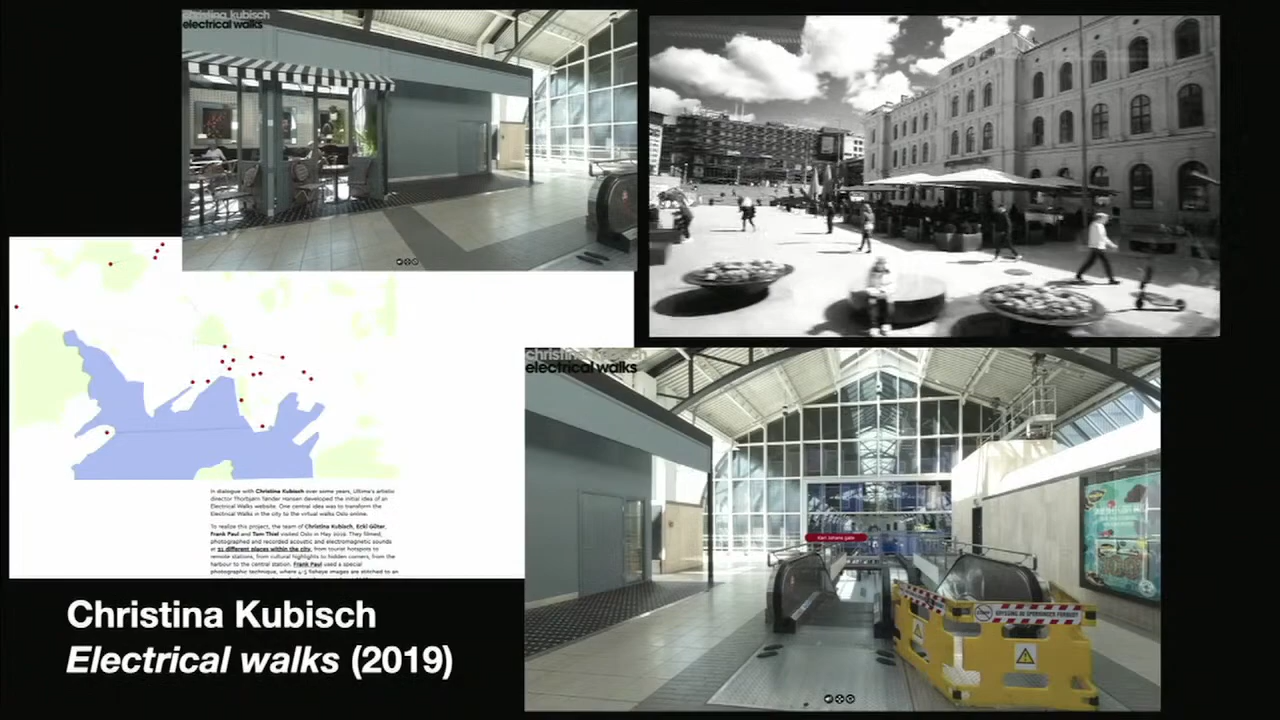 christina kubisch
electrical walks
christina kubisch
electrical walks
Karl Johans gate
In dialogue with Christina Kubisch over some years, Ultima's artistic
director Thorbjørn Tønder Hansen developed the initial idea of an
Electrical Walks website. One central idea was to transform the
Electrical Walks in the city to the virtual walks Oslo online.
To realize this project, the team of Christina Kubisch, Ecki Güter,
Frank Paul and Tom Thiel visited Oslo in May 2019. They filmed,
photographed and recorded acoustic and electromagnetic sounds
at 21 different places within the city, from tourist hotspots to
remote stations, from cultural highlights to hidden corners, from the
harbour to the central station. Frank Paul used a special
photographic technique, where 4-5 fisheye images are stitched to an
Christina Kubisch
Electrical walks (2019)